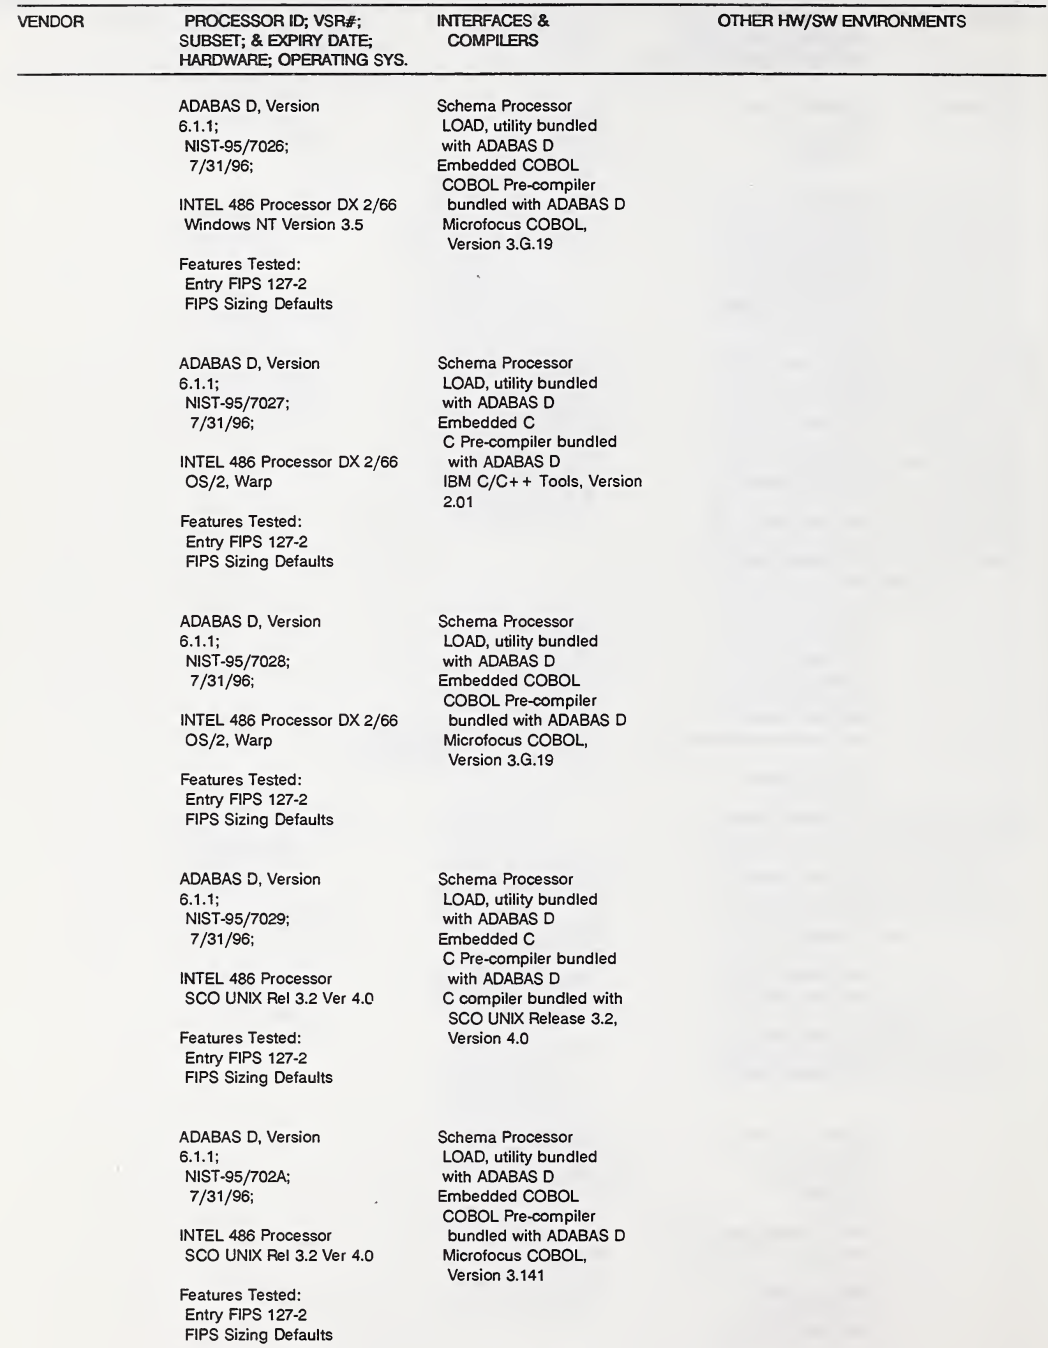 VENDOR PROCESSOR ID; VSR#; INTERFACES & OTHER HW/SW ENVIRONMENTS
SUBSET; & EXPIRY DATE; COMPILERS
HARDWARE; OPERATING SYS.
ADABAS D, Version Schema Processor
6.1.1; LOAD, utility bundled
NIST-95/7026; with ADABAS D
7/31/96; Embedded COBOL
COBOL Pre-compiler
INTEL 486 Processor DX 2/66 bundled with ADABAS D
Windows NT Version 3.5 Microfocus COBOL,
Version 3.G.19
Features Tested:
Entry FIPS 127-2
FIPS Sizing Defaults
ADABAS D, Version Schema Processor
6.1.1; LOAD, utility bundled
NIST-95/7027; with ADABAS D
7/31/96; Embedded C
C Pre-compiler bundled
INTEL 486 Processor DX 2/66 with ADABAS D
OS/2, Warp IBM C/C++ Tools, Version
2.01
Features Tested:
Entry FIPS 127-2
FIPS Sizing Defaults
ADABAS D, Version Schema Processor
6.1.1; LOAD, utility bundled
NIST-95/7028; with ADABAS D
7/31/96; Embedded COBOL
COBOL Pre-compiler
INTEL 486 Processor DX 2/66 bundled with ADABAS D
OS/2, Warp Microfocus COBOL,
Version 3.G.19
Features Tested:
Entry FIPS 127-2
FIPS Sizing Defaults
ADABAS D, Version Schema Processor
6.1.1; LOAD, utility bundled
NIST-95/7029; with ADABAS D
7/31/96; Embedded C
C Pre-compiler bundled
INTEL 486 Processor with ADABAS D
SCO UNIX Rel 3.2 Ver 4.0 C compiler bundled with
SCO UNIX Release 3.2,
Features Tested: Version 4.0
Entry FIPS 127-2
FIPS Sizing Defaults
ADABAS D, Version Schema Processor
6.1.1; LOAD, utility bundled
NIST-95/702A; with ADABAS D
7/31/96; Embedded COBOL
COBOL Pre-compiler
INTEL 486 Processor bundled with ADABAS D
SCO UNIX Rel 3.2 Ver 4.0 Microfocus COBOL,
Version 3.141
Features Tested:
Entry FIPS 127-2
FIPS Sizing Defaults